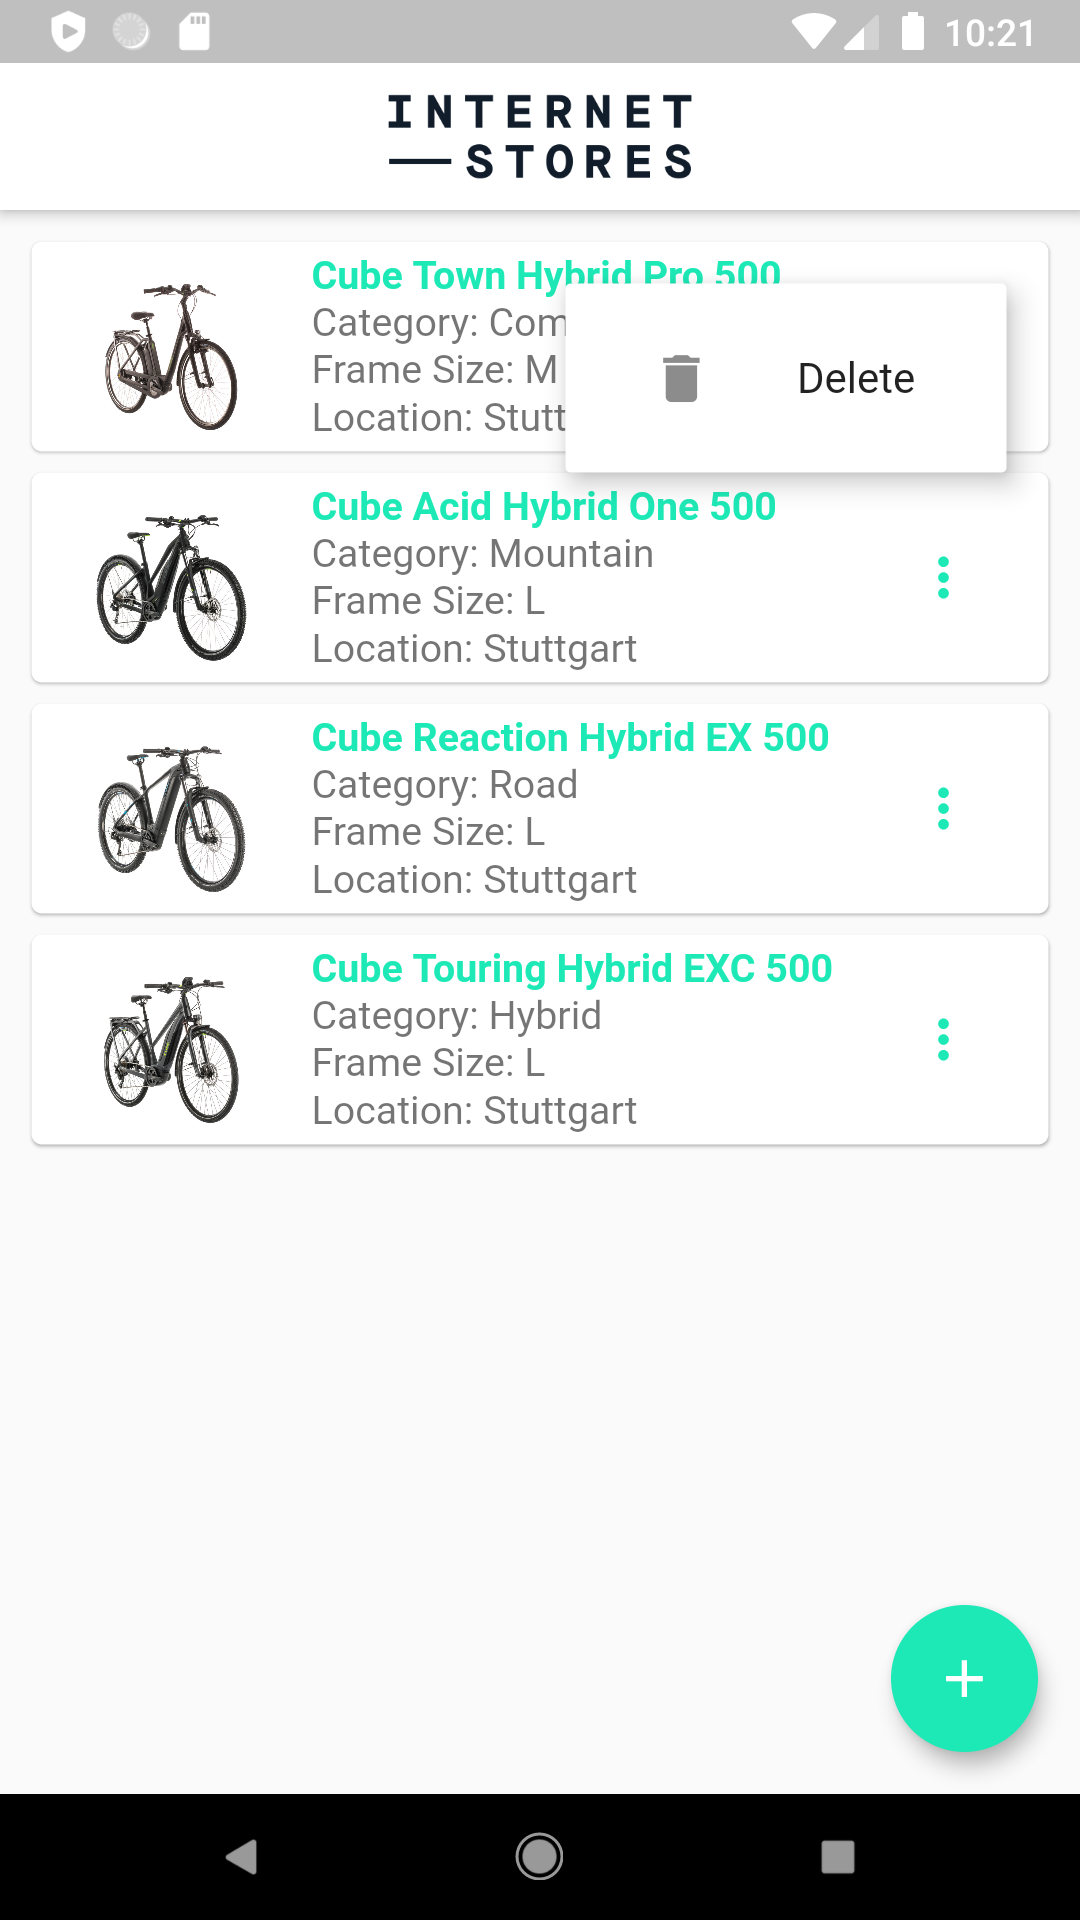 10:21
INTERNET
—STORES
Cube Town Hybrid Pro 500
Category: Com
Frame Size: M
Location: Stutt
Delete
Cube Acid Hybrid One 500
Category: Mountain
Frame Size: L
Location: Stuttgart
Cube Reaction Hybrid EX 500
Category: Road
Frame Size: L
Location: Stuttgart
Cube Touring Hybrid EXC 500
Category: Hybrid
Frame Size: L
Location: Stuttgart